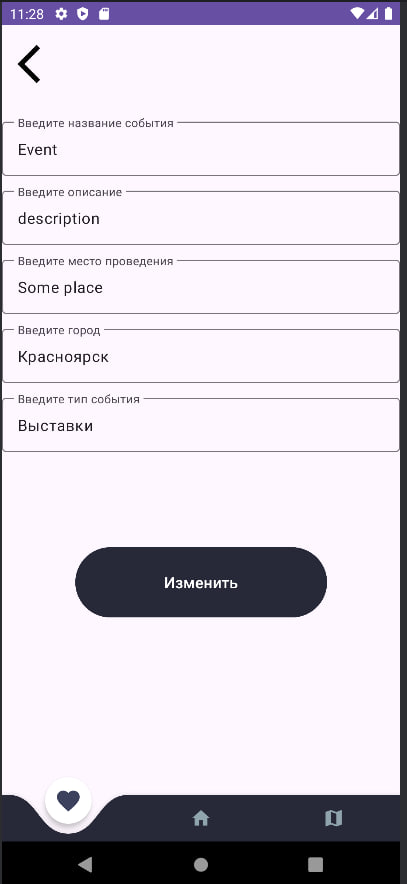 11:28
Введите название события
Event
Введите описание
description
Введите место проведения
Some place
Введите город
Красноярск
Введите тип события
Выставки
Изменить